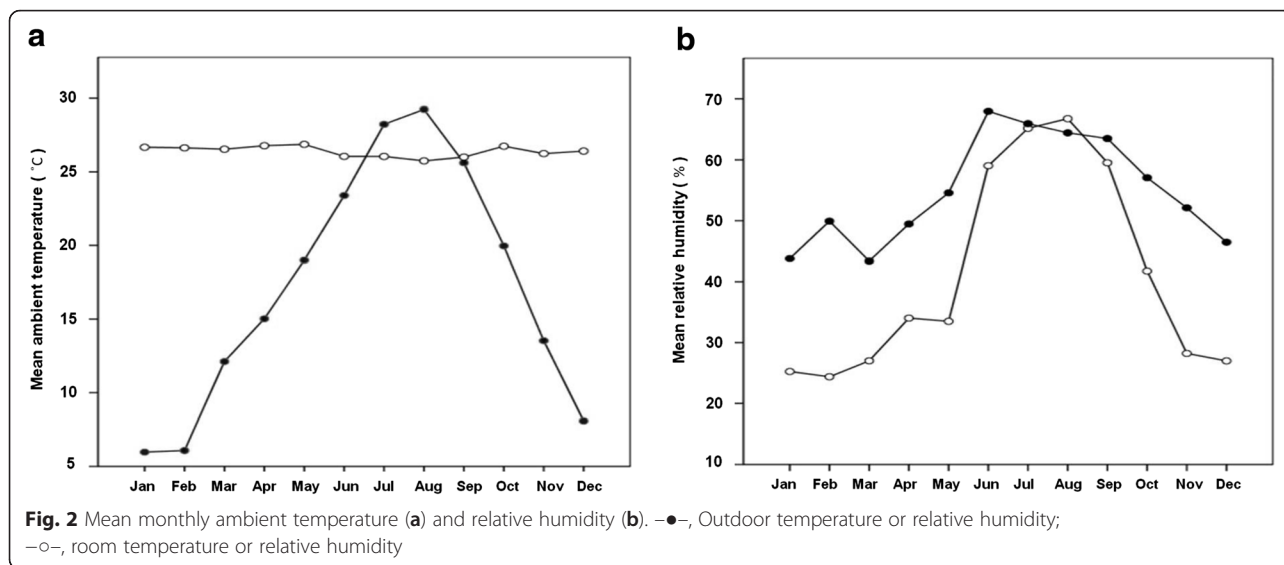 a
b
30
25
20
15
10
5
Mean ambient temperature ( °C)
Jan Feb Mar Apr May Jun Jul Aug Sep Oct Nov Dec
70
60
50
40
30
20
10
Mean relative humidity ( %)
Jan Feb Mar Apr May Jun Jul Aug Sep Oct Nov Dec
Fig. 2 Mean monthly ambient temperature (a) and relative humidity (b). –●–, Outdoor temperature or relative humidity;
–○–, room temperature or relative humidity